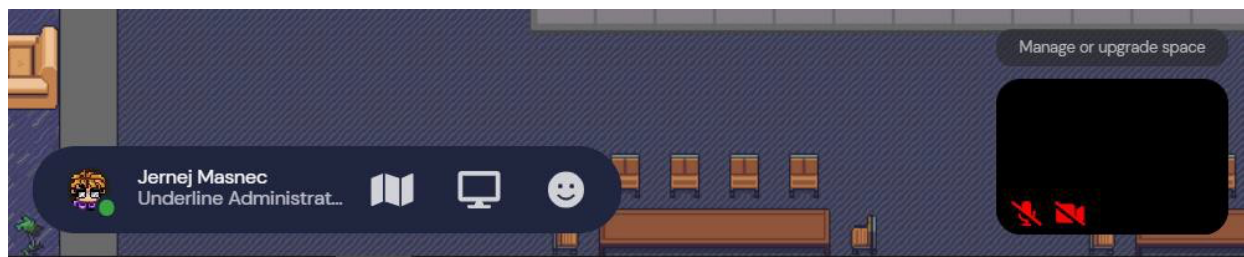 Manage or upgrade space
Jernej Masnec
Underline Administrat...